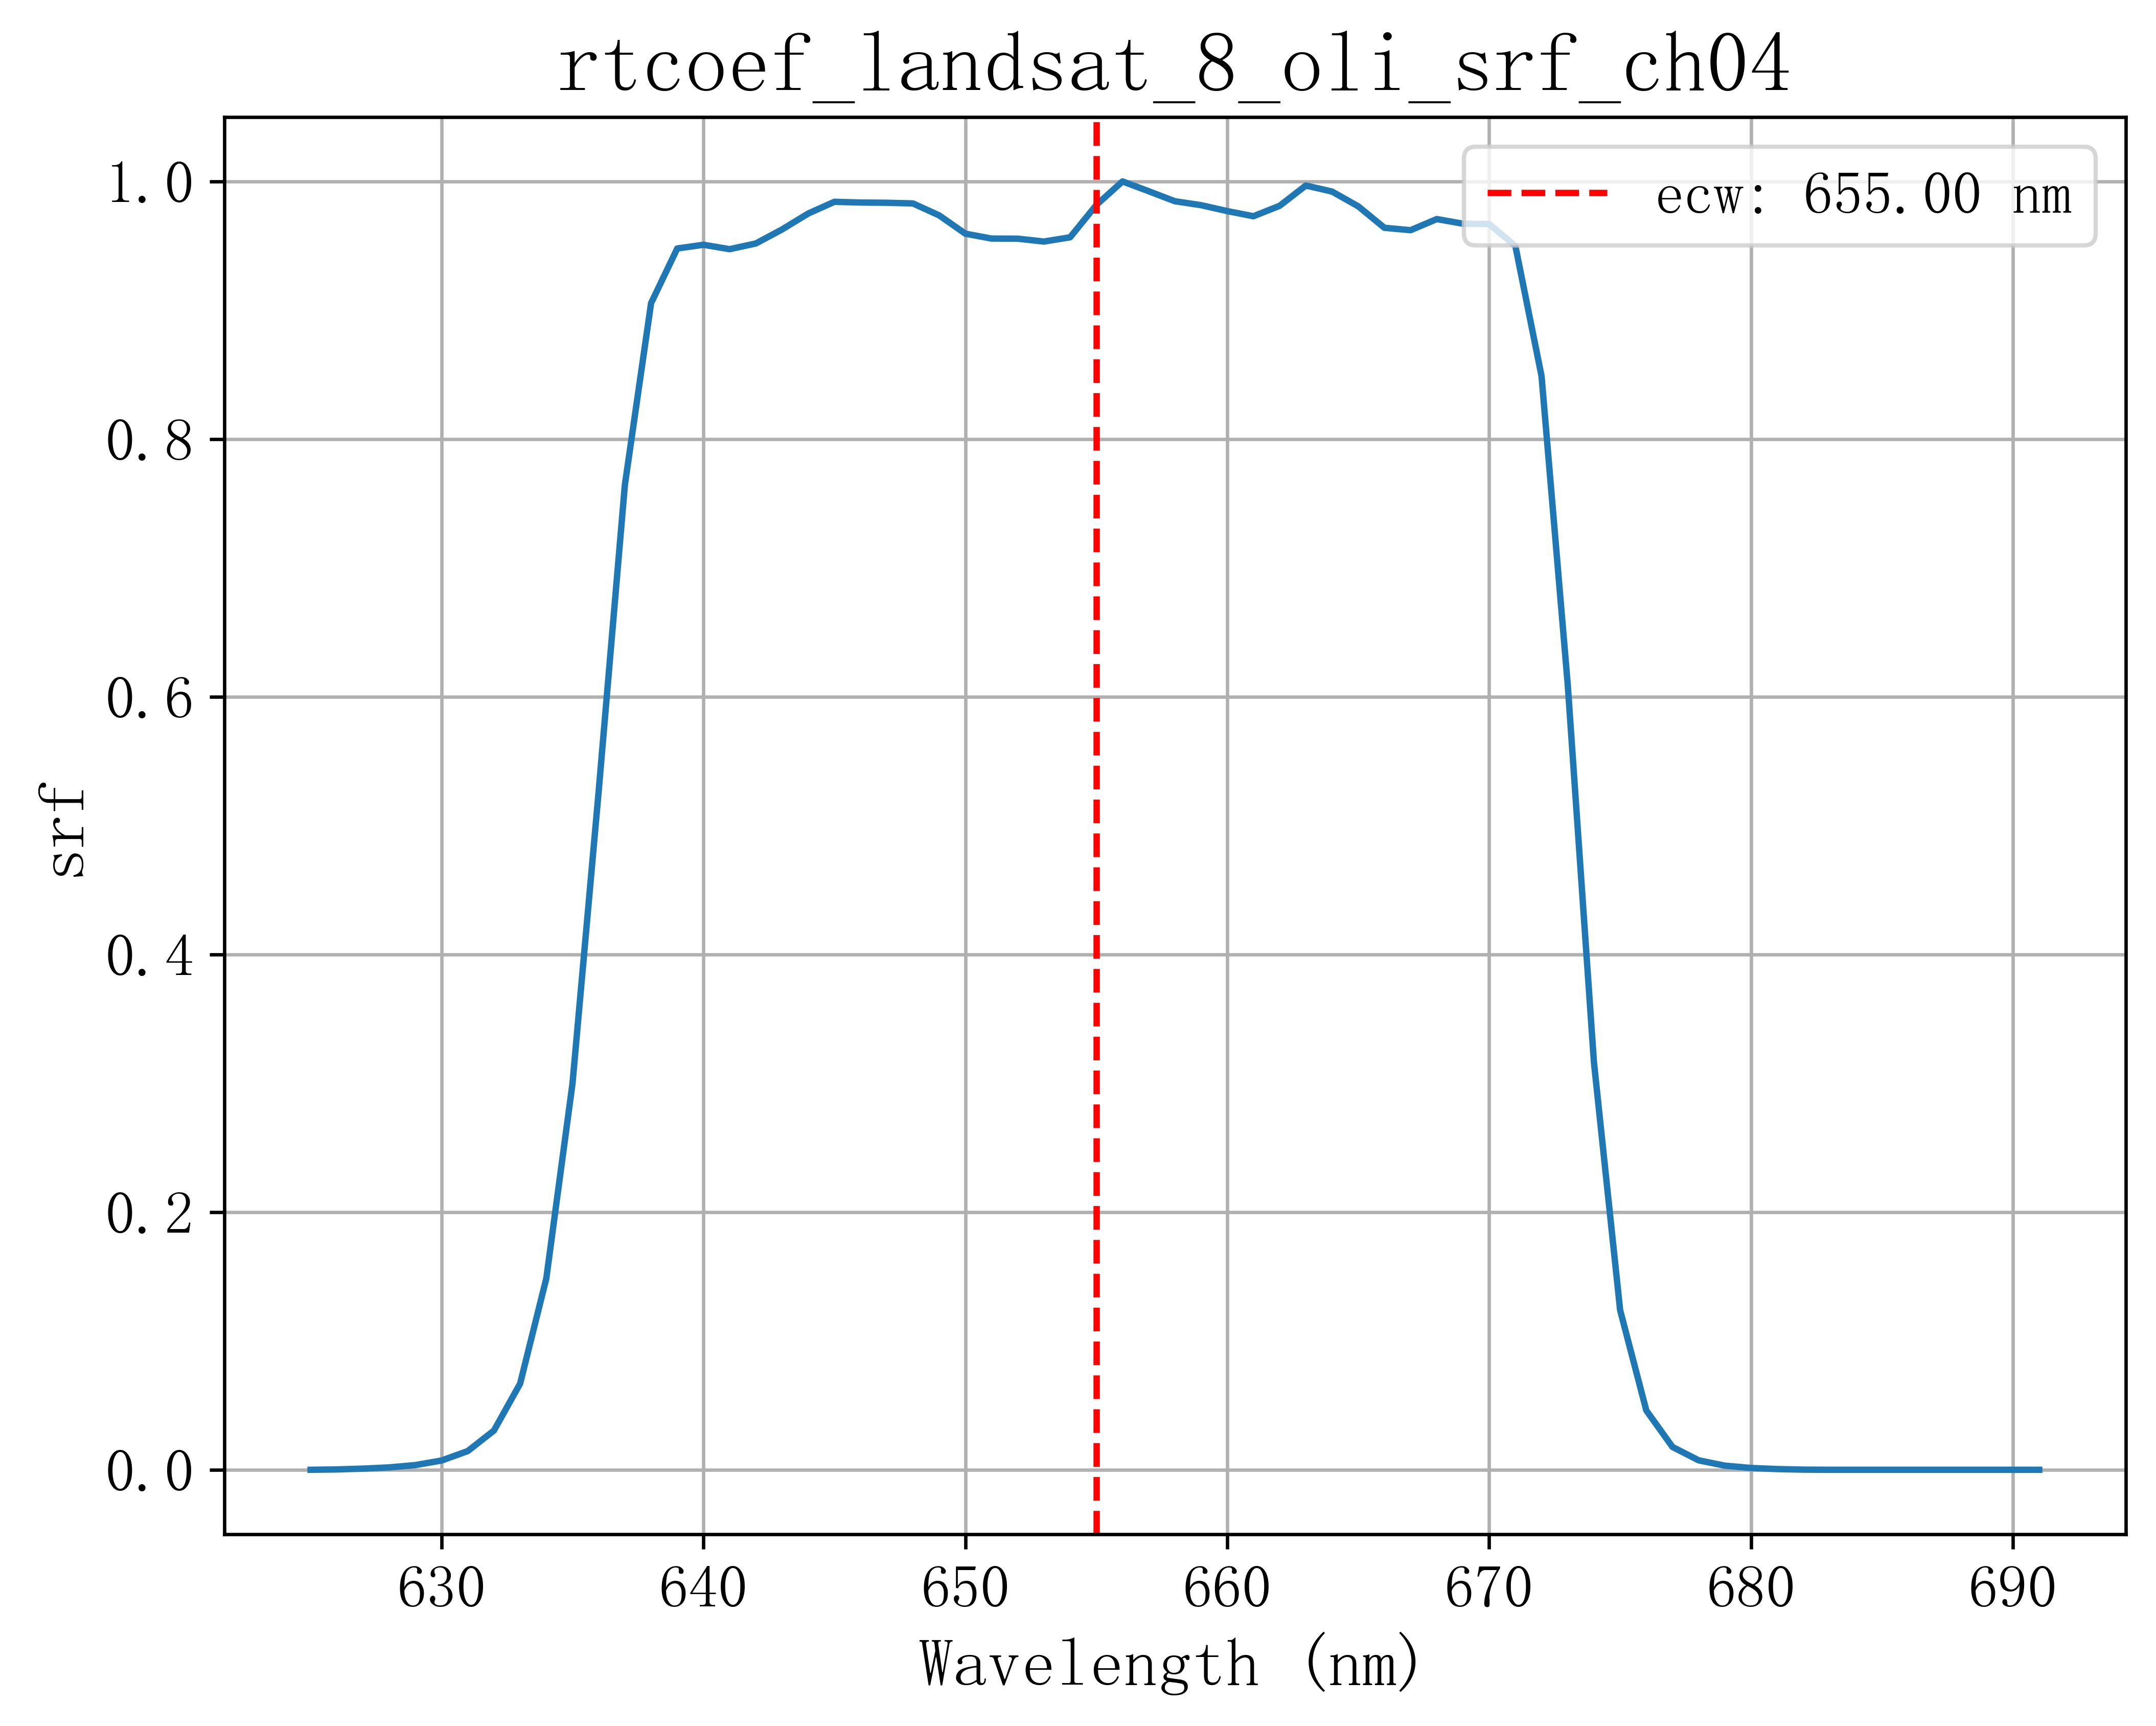 rtcoef_landsat_8_oli_srf_ch04
ecw: 655.00 nm
1.0
0.8
0.6
0.4
0.2
0.0
srf
630 640 650 660 670 680 690
Wavelength (nm)